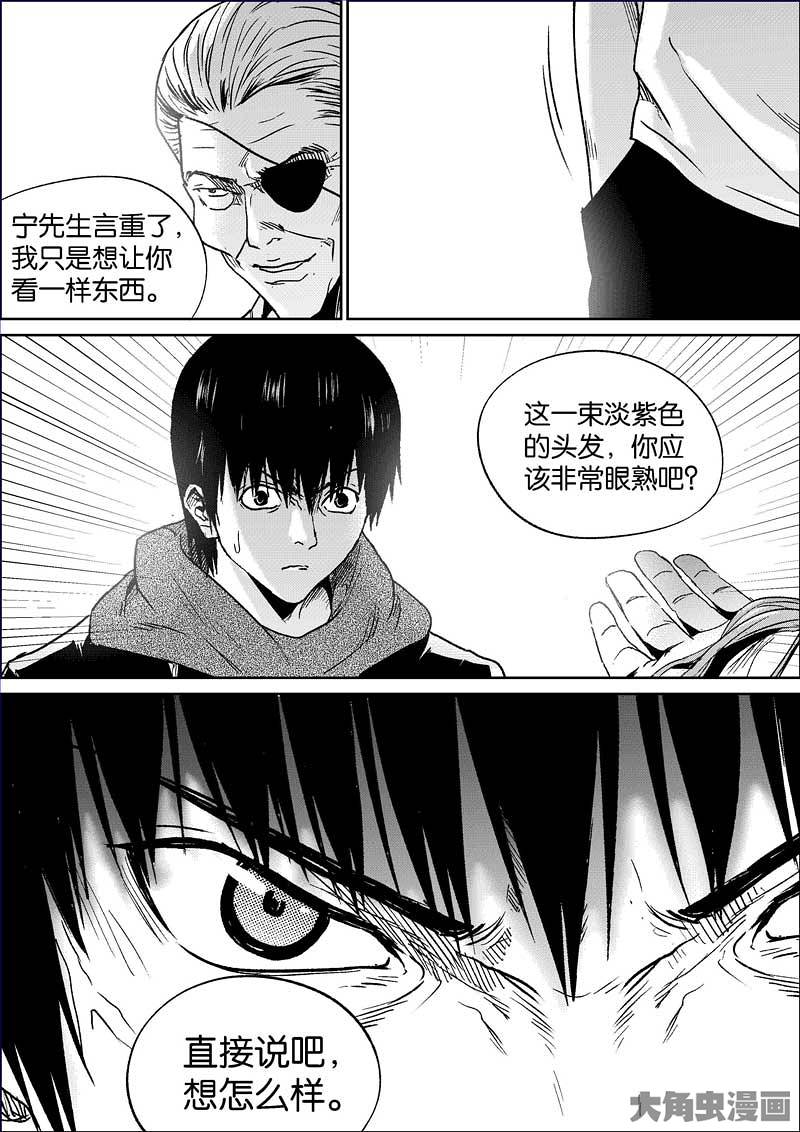 宁先生言重了，
我只是想让你
看一样东西。
这一束淡紫色
的头发，你应
该非常眼熟吧？
直接说吧，
想怎么样。
大角虫漫画